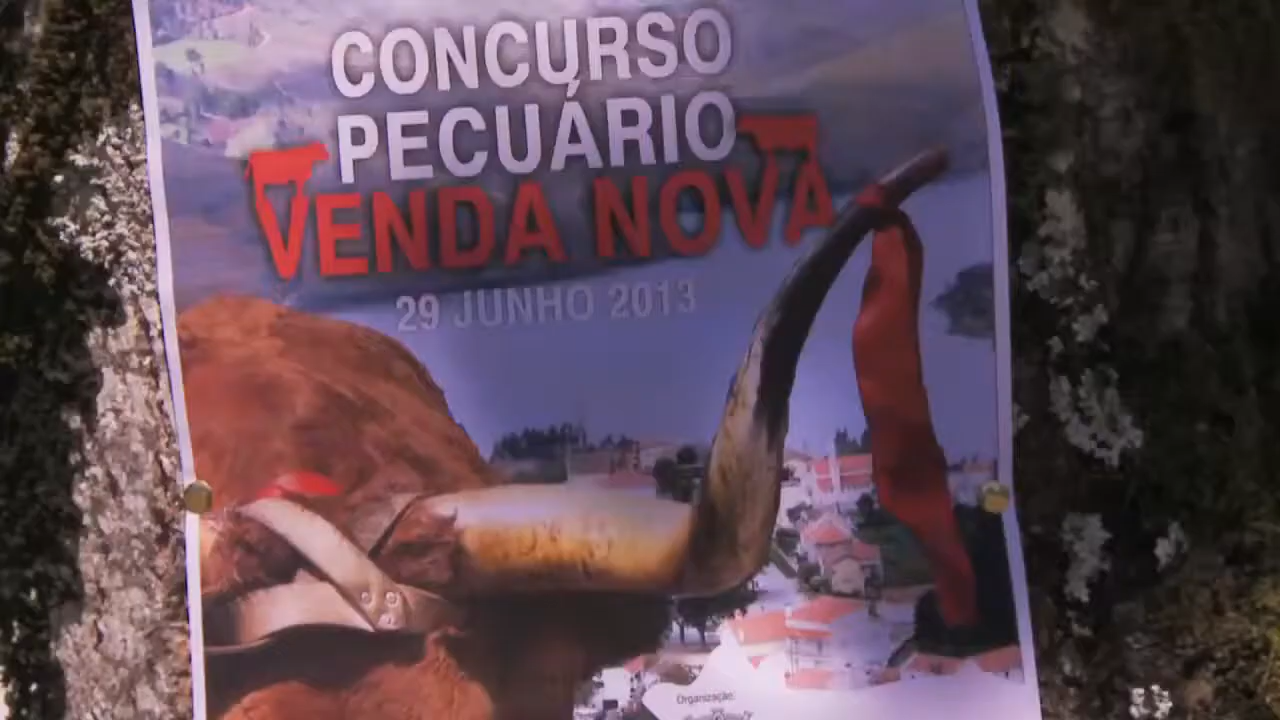 CONCURSO
PECUÁRIO
VENDA NOVA
29 JUNHO 2013
Organização: